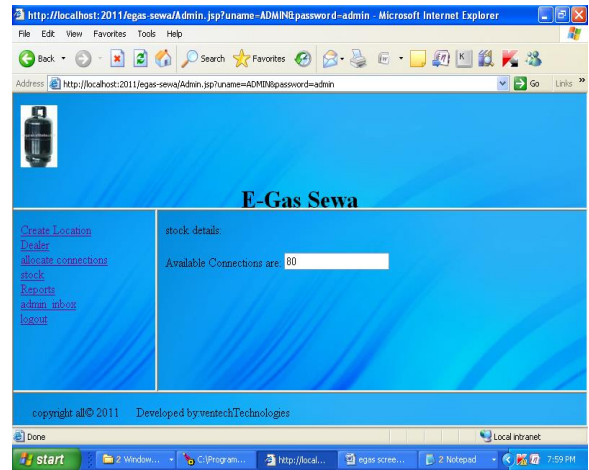 http://localhost:2011/egas-sewa/Admin.jsp?uname=ADMIN&password=admin - Microsoft Internet Explorer
File Edit View Favorites Tools Help
Back Search Favorites
Address http://localhost:2011/egas-sewa/Admin.jsp?uname=ADMIN&password=admin Go Links »
E-Gas Sewa
Create Location
Dealer
allocate connections
stock
Reports
admin inbox
logout
stock details:
Available Connections are: 80
copyright all© 2011 Developed by:ventechTechnologies
Done Local intranet
start 2 Window... C:\Program... http://local... egas scree... 2 Notepad 7:59 PM